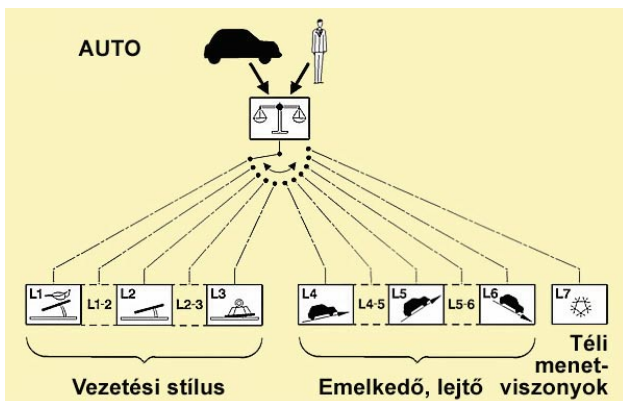 AUTO
L1 L1-2 L2 L2-3 L3 L4 L4-5 L5 L5-6 L6 L7
Vezetési stílus
Emelkedő, lejtő
Téli
menet-
viszonyok